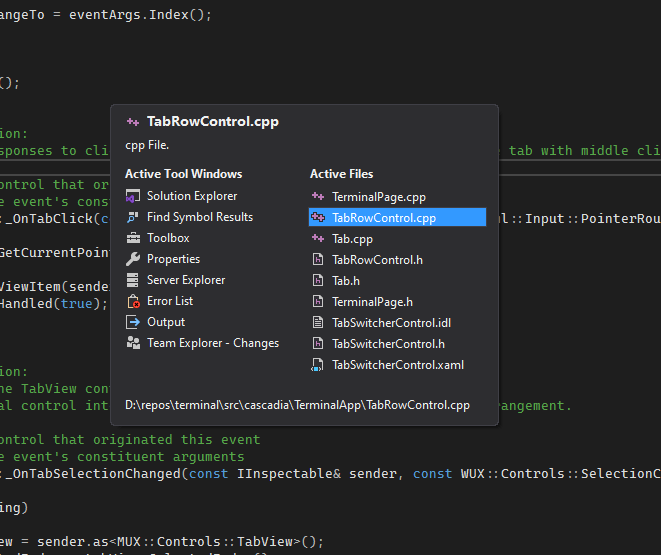 angeTo = eventArgs.Index();
();
TabRowControl.cpp
cpp File.
Active Tool Windows
Solution Explorer
Find Symbol Results
Toolbox
Properties
Server Explorer
Error List
Output
Team Explorer - Changes
Active Files
TerminalPage.cpp
TabRowControl.cpp
Tab.cpp
TabRowControl.h
Tab.h
TerminalPage.h
TabSwitcherControl.idl
TabSwitcherControl.h
TabSwitcherControl.xaml
D:\repos\terminal\src\cascadia\TerminalApp\TabRowControl.cpp
ion:
sponses to cli
e tab with middle cli
ontrol that or
e event's const
:_OnTabClick(c
l::Input::PointerRou
GetCurrentPoin
ViewItem(sende
Handled(true);
ion:
he TabView con
al control int
rangement.
ontrol that originated this event
e event's constituent arguments
:_OnTabSelectionChanged(const IInspectable& sender, const WUX::Controls::SelectionC
ing)
ew = sender.as<MUX::Controls::TabView>();